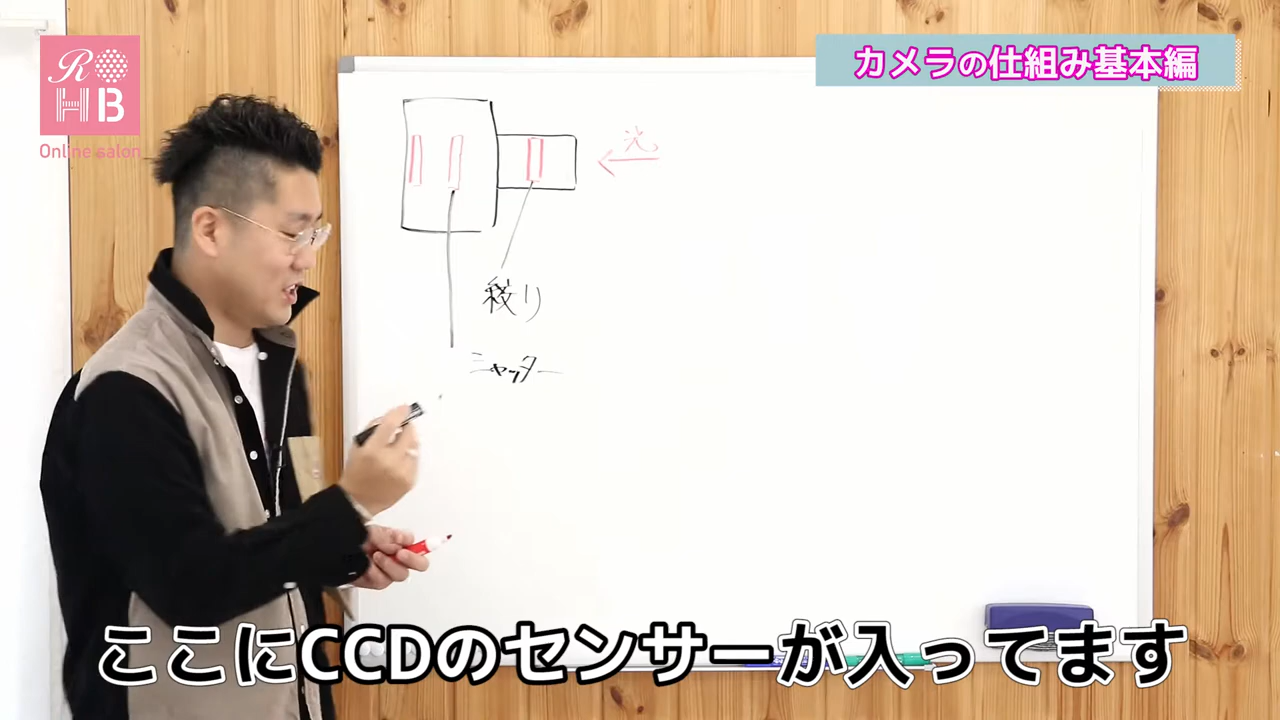 R
HB
Online salon
カメラの仕組み基本編
光
絞り
シャッター
ここにCCDのセンサーが入ってます